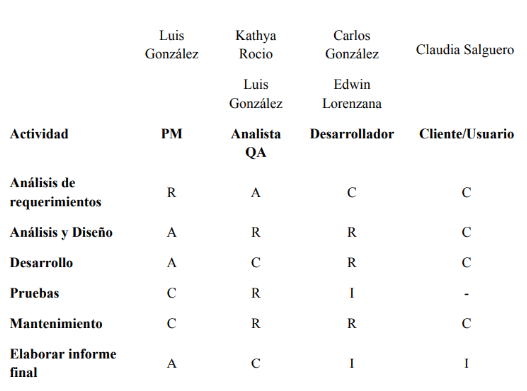 Luis González    Kathya Rocio    Carlos González    Claudia Salguero
Luis González    Edwin Lorenzana
Actividad    PM    Analista QA    Desarrollador    Cliente/Usuario
Análisis de requerimientos    R    A    C    C
Análisis y Diseño    A    R    R    C
Desarrollo    A    C    R    C
Pruebas    C    R    I    -
Mantenimiento    C    R    R    C
Elaborar informe final    A    C    I    I